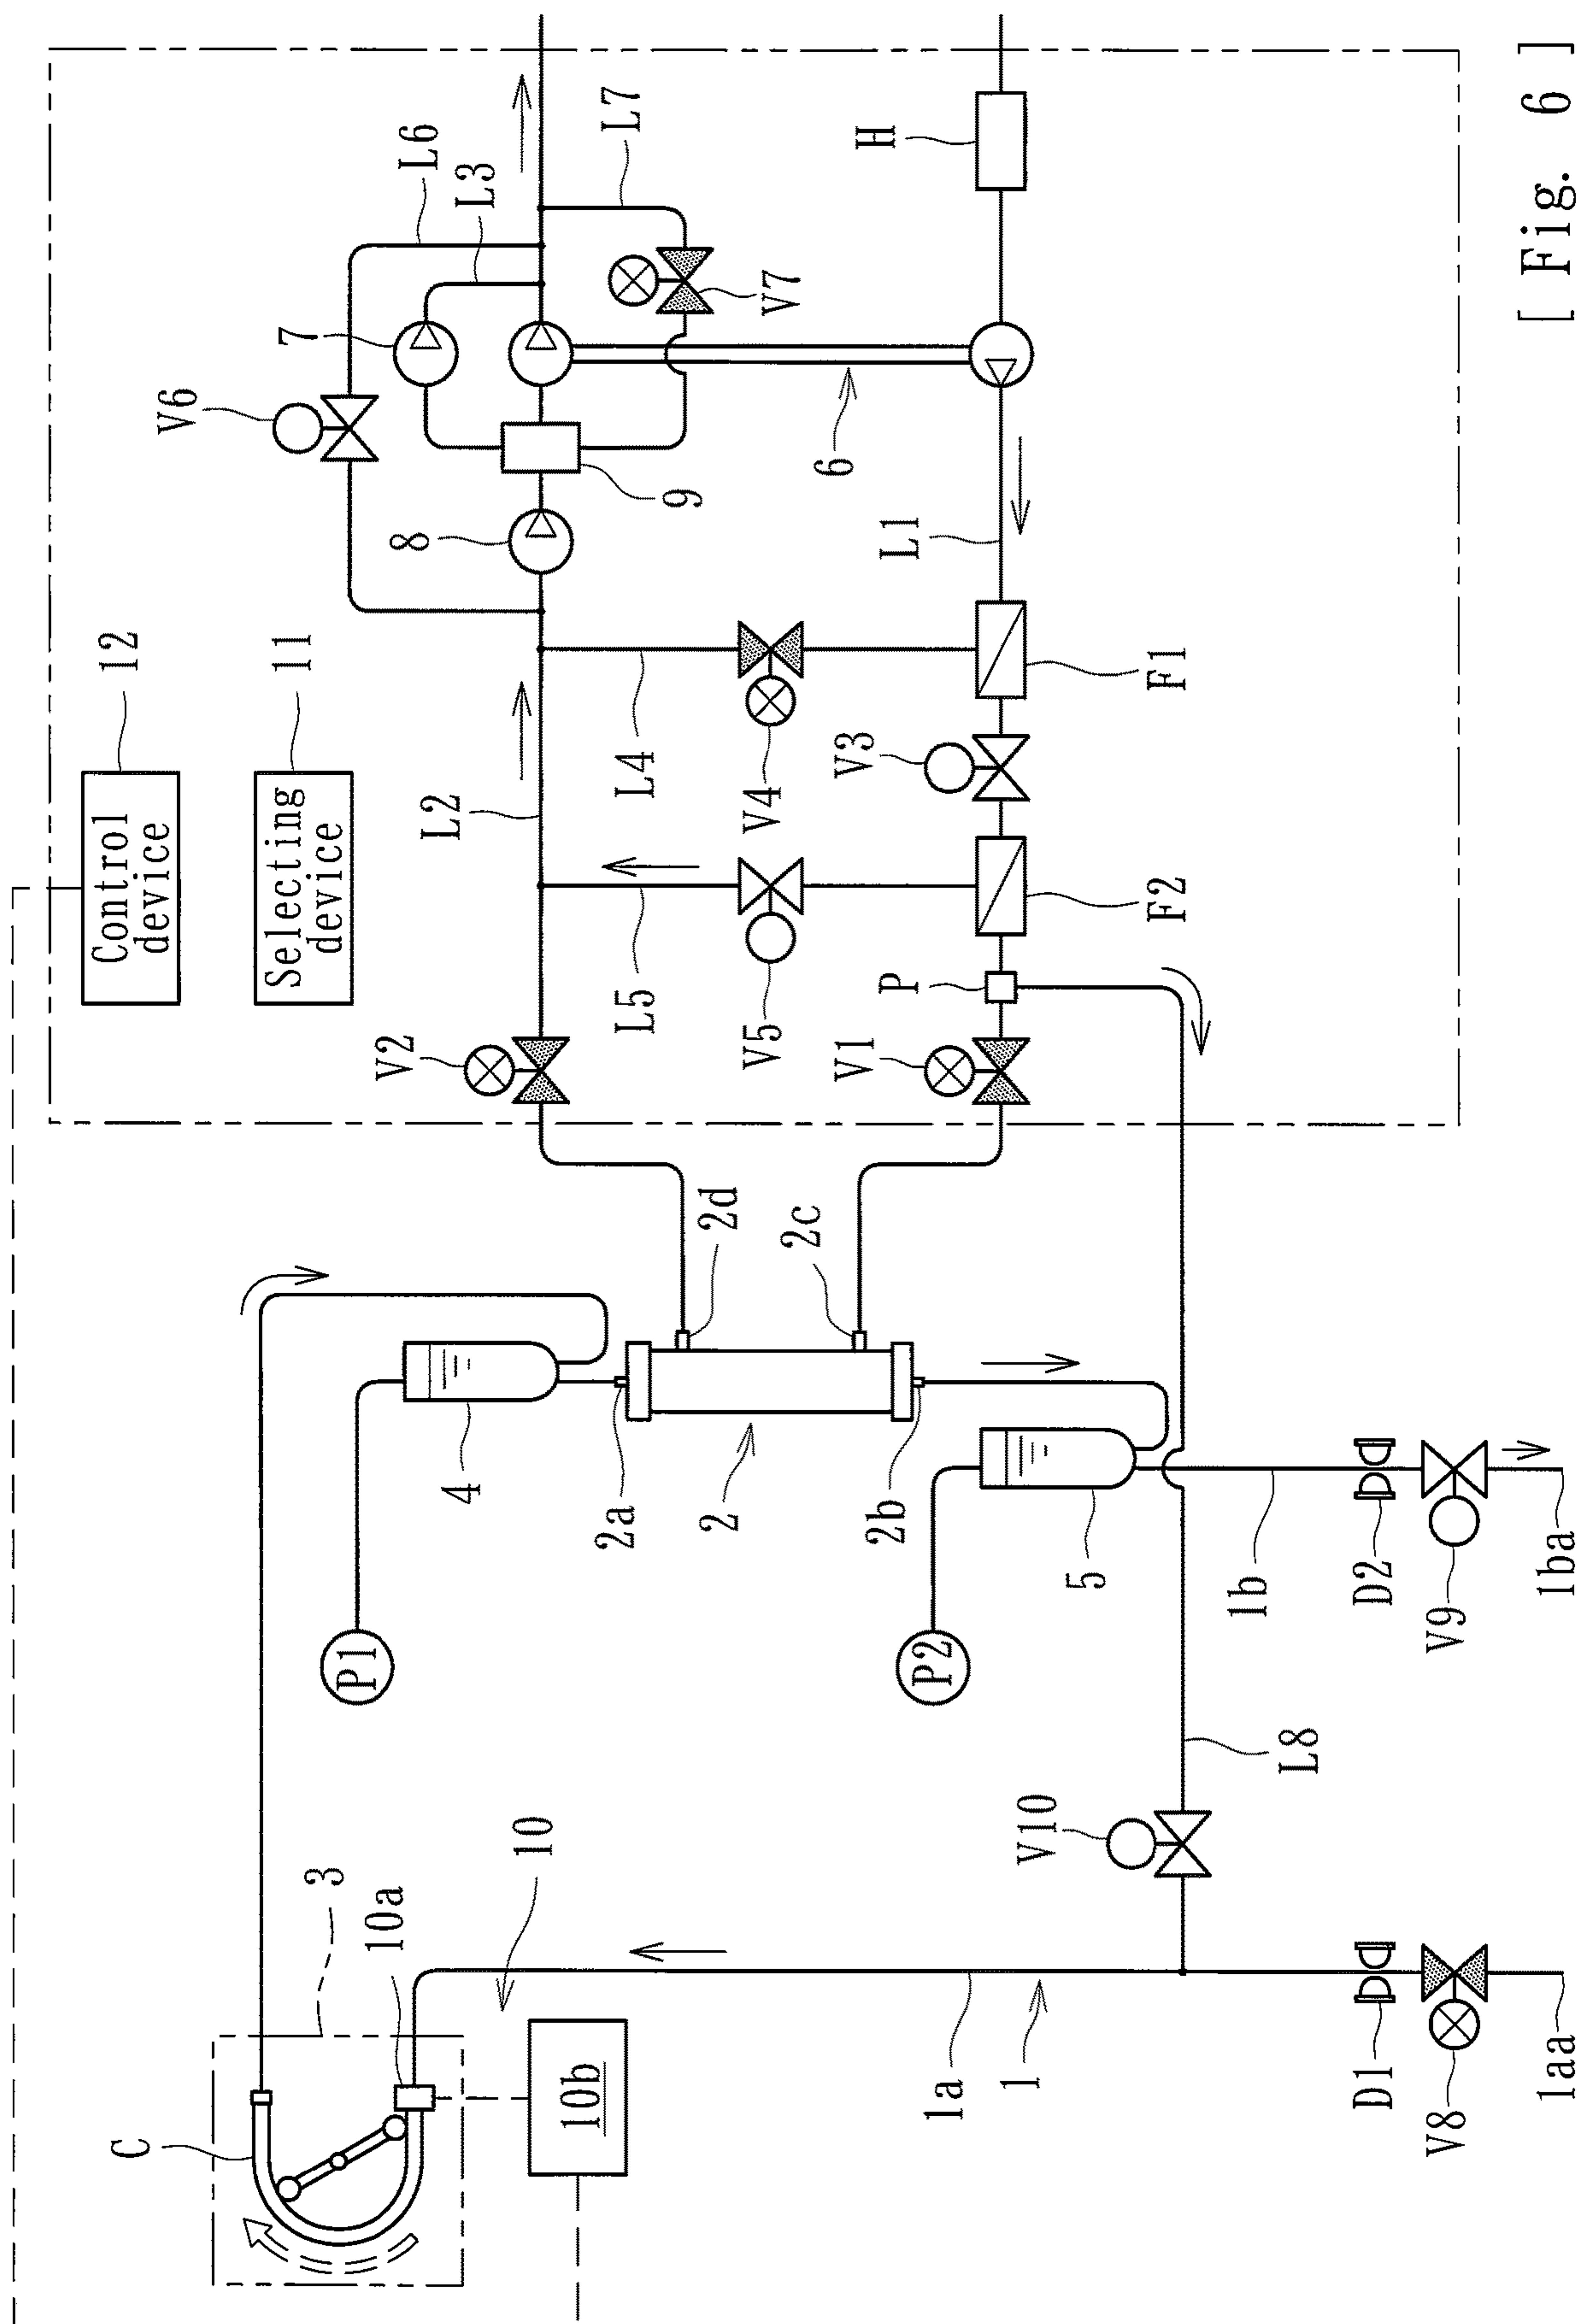 [ Fig. 6 ]
12
Control
device
11
Selecting
device
L6
L3
L7
H
7
V6
V7
6
9
8
L1
L2
L4
V4
V3
F1
L5
V5
P
F2
V2
V1
2d
2c
4
2a
2
2b
5
1b
D2
V9
1ba
P1
P2
L8
V10
3
10a
10
10b
C
1a
1
D1
V8
1aa